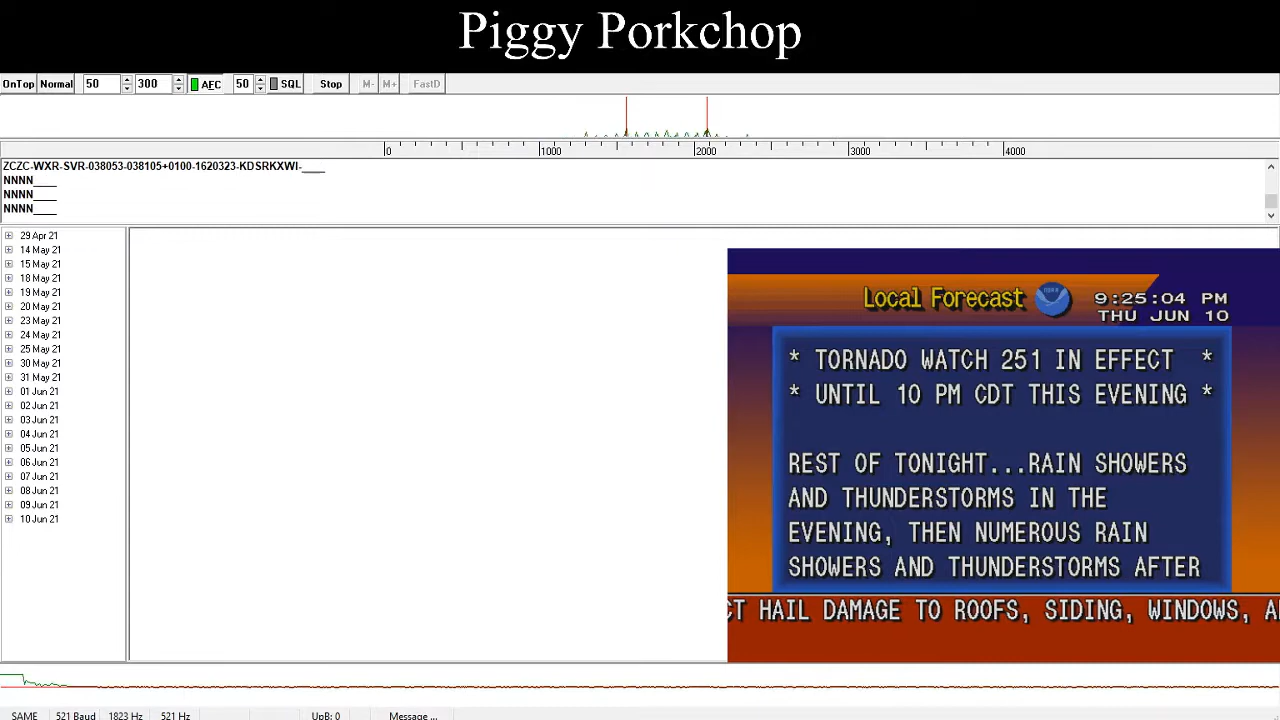 Piggy Porkchop
OnTop Normal 50 300 AFC 50 SQL Stop M- M+ FastD
0 1000 2000 3000 4000
ZCZC-WXR-SVR-038053-038105+0100-1620323-KDSRKXWI-____
NNNN____
NNNN____
NNNN____
29 Apr 21
14 May 21
15 May 21
18 May 21
19 May 21
20 May 21
23 May 21
24 May 21
25 May 21
30 May 21
31 May 21
01 Jun 21
02 Jun 21
03 Jun 21
04 Jun 21
05 Jun 21
06 Jun 21
07 Jun 21
08 Jun 21
09 Jun 21
10 Jun 21
Local Forecast
9:25:04 PM
THU JUN 10
* TORNADO WATCH 251 IN EFFECT *
* UNTIL 10 PM CDT THIS EVENING *
REST OF TONIGHT...RAIN SHOWERS
AND THUNDERSTORMS IN THE
EVENING, THEN NUMEROUS RAIN
SHOWERS AND THUNDERSTORMS AFTER
CT HAIL DAMAGE TO ROOFS, SIDING, WINDOWS, A
SAME 521 Baud 1823 Hz 521 Hz UpB: 0 Message ...